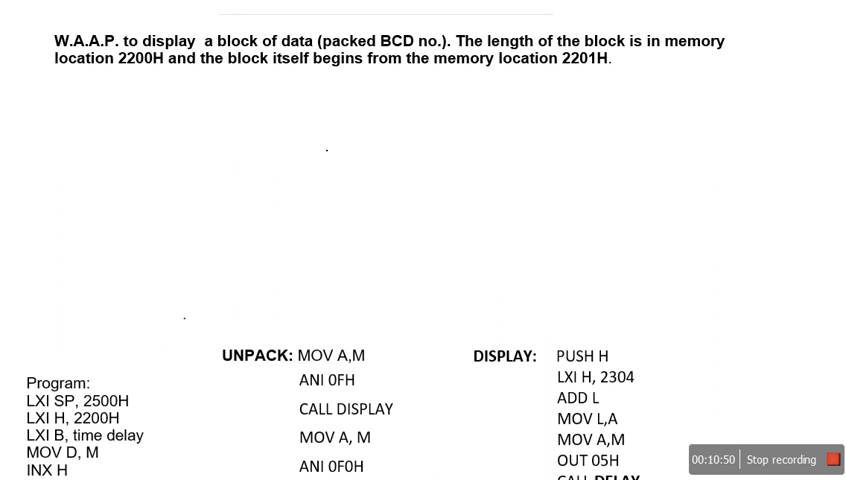 W.A.A.P. to display a block of data (packed BCD no.). The length of the block is in memory
location 2200H and the block itself begins from the memory location 2201H.
Program:
LXI SP, 2500H
LXI H, 2200H
LXI B, time delay
MOV D, M
INX H
UNPACK: MOV A,M
ANI 0FH
CALL DISPLAY
MOV A, M
ANI 0F0H
DISPLAY: PUSH H
LXI H, 2304
ADD L
MOV L,A
MOV A,M
OUT 05H
CALL DELAY
00:10:50 Stop recording